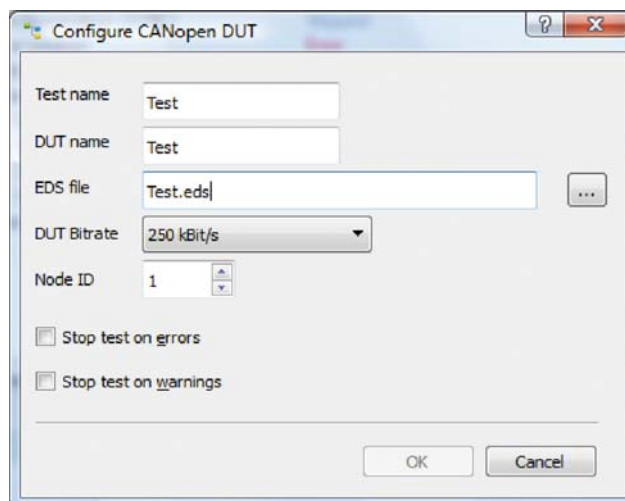 Configure CANopen DUT
Test name Test
DUT name Test
EDS file Test.eds ...
DUT Bitrate 250 kBit/s
Node ID 1
Stop test on errors
Stop test on warnings
OK Cancel